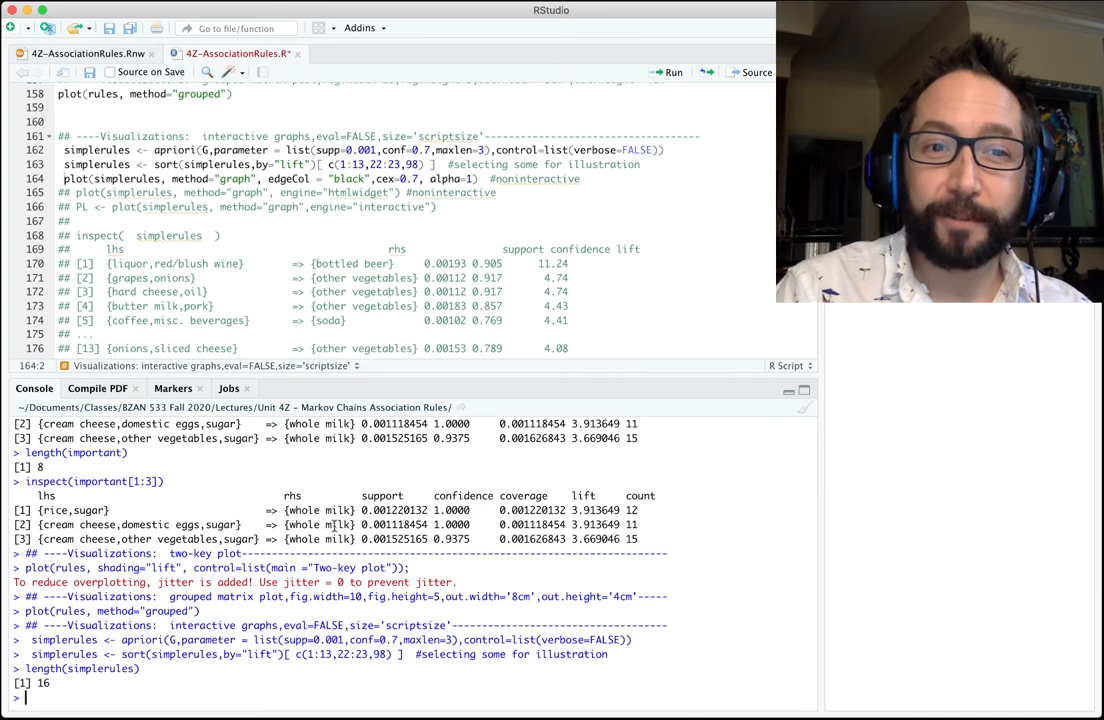 RStudio
Go to file/function
Addins
4Z-AssociationRules.Rnw
4Z-AssociationRules.R*
Source on Save
Run
Source
158 plot(rules, method="grouped")
159
160
161 ## ----Visualizations:  interactive graphs,eval=FALSE,size='scriptsize'------------------------------------
162 simplerules <- apriori(G,parameter = list(supp=0.001,conf=0.7,maxlen=3),control=list(verbose=FALSE))
163 simplerules <- sort(simplerules,by="lift")[ c(1:13,22:23,98) ]  #selecting some for illustration
164 plot(simplerules, method="graph", edgeCol = "black",cex=0.7, alpha=1)  #noninteractive
165 ## plot(simplerules, method="graph", engine="htmlwidget") #noninteractive
166 ## PL <- plot(simplerules, method="graph",engine="interactive")
167 ##
168 ## inspect(  simplerules  )
169 ## lhs rhs support confidence lift
170 ## [1] {liquor,red/blush wine} => {bottled beer} 0.00193 0.905 11.24
171 ## [2] {grapes,onions} => {other vegetables} 0.00112 0.917 4.74
172 ## [3] {hard cheese,oil} => {other vegetables} 0.00112 0.917 4.74
173 ## [4] {butter milk,pork} => {other vegetables} 0.00183 0.857 4.43
174 ## [5] {coffee,misc. beverages} => {soda} 0.00102 0.769 4.41
175 ## ...
176 ## [13] {onions,sliced cheese} => {other vegetables} 0.00153 0.789 4.08
164:2 Visualizations: interactive graphs,eval=FALSE,size='scriptsize' R Script
Console Compile PDF Markers Jobs
~/Documents/Classes/BZAN 533 Fall 2020/Lectures/Unit 4Z - Markov Chains Association Rules/
[2] {cream cheese,domestic eggs,sugar} => {whole milk} 0.001118454 1.0000 0.001118454 3.913649 11
[3] {cream cheese,other vegetables,sugar} => {whole milk} 0.001525165 0.9375 0.001626843 3.669046 15
> length(important)
[1] 8
> inspect(important[1:3])
lhs rhs support confidence coverage lift count
[1] {rice,sugar} => {whole milk} 0.001220132 1.0000 0.001220132 3.913649 12
[2] {cream cheese,domestic eggs,sugar} => {whole milk} 0.001118454 1.0000 0.001118454 3.913649 11
[3] {cream cheese,other vegetables,sugar} => {whole milk} 0.001525165 0.9375 0.001626843 3.669046 15
> ## ----Visualizations:  two-key plot-----------------------------------------------------------------------
> plot(rules, shading="lift", control=list(main ="Two-key plot"));
To reduce overplotting, jitter is added! Use jitter = 0 to prevent jitter.
> ## ----Visualizations:  grouped matrix plot,fig.width=10,fig.height=5,out.width='8cm',out.height='4cm'-----
> plot(rules, method="grouped")
> ## ----Visualizations:  interactive graphs,eval=FALSE,size='scriptsize'------------------------------------
>  simplerules <- apriori(G,parameter = list(supp=0.001,conf=0.7,maxlen=3),control=list(verbose=FALSE))
>  simplerules <- sort(simplerules,by="lift")[ c(1:13,22:23,98) ]  #selecting some for illustration
> length(simplerules)
[1] 16
>